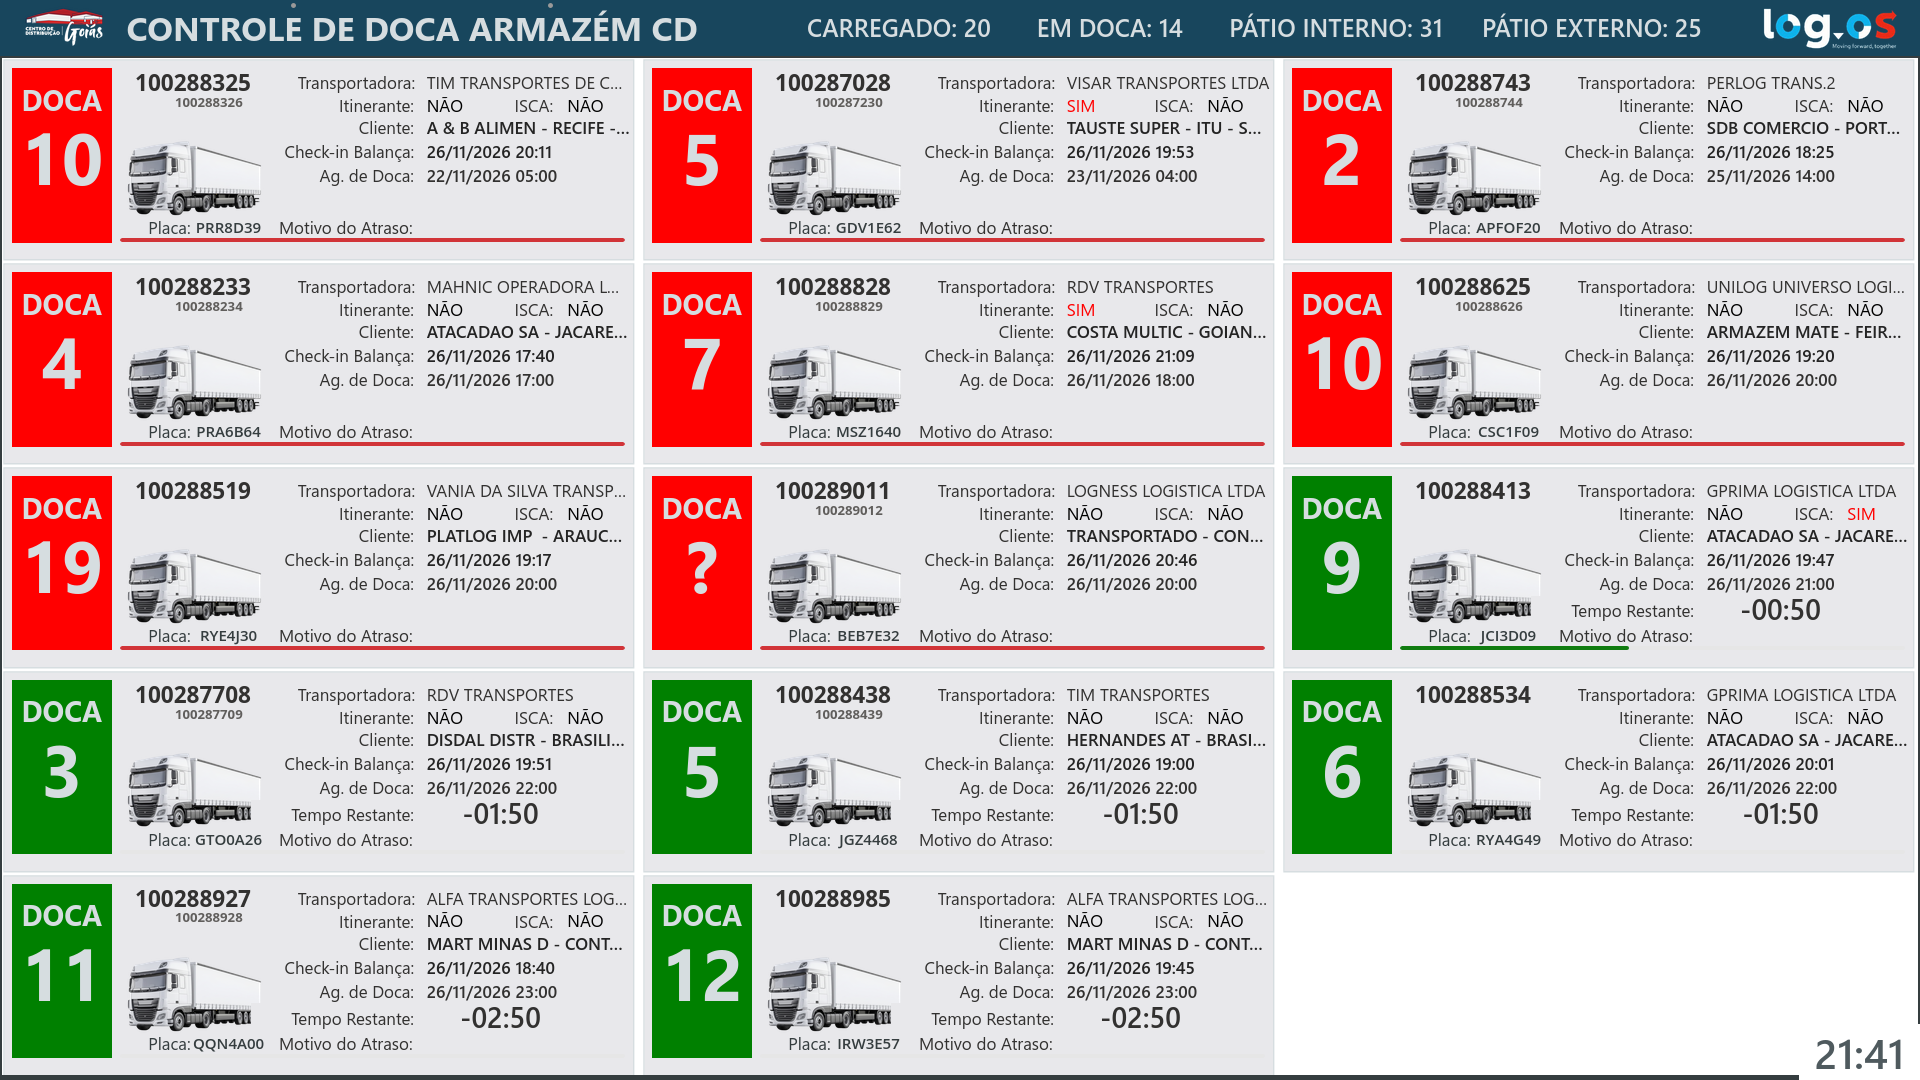 CENTRO DE
DISTRIBUIÇÃO
Goiás
CONTROLE DE DOCA ARMAZÉM CD
CARREGADO: 20
EM DOCA: 14
PÁTIO INTERNO: 31
PÁTIO EXTERNO: 25
log.os
Moving forward, together
DOCA
10
100288325
100288326
Transportadora: TIM TRANSPORTES DE C...
Itinerante: NÃO ISCA: NÃO
Cliente: A & B ALIMEN - RECIFE -...
Check-in Balança: 26/11/2026 20:11
Ag. de Doca: 22/11/2026 05:00
Placa: PRR8D39 Motivo do Atraso:
DOCA
5
100287028
100287230
Transportadora: VISAR TRANSPORTES LTDA
Itinerante: SIM ISCA: NÃO
Cliente: TAUSTE SUPER - ITU - S...
Check-in Balança: 26/11/2026 19:53
Ag. de Doca: 23/11/2026 04:00
Placa: GDV1E62 Motivo do Atraso:
DOCA
2
100288743
100288744
Transportadora: PERLOG TRANS.2
Itinerante: NÃO ISCA: NÃO
Cliente: SDB COMERCIO - PORT...
Check-in Balança: 26/11/2026 18:25
Ag. de Doca: 25/11/2026 14:00
Placa: APFOF20 Motivo do Atraso:
DOCA
4
100288233
100288234
Transportadora: MAHNIC OPERADORA L...
Itinerante: NÃO ISCA: NÃO
Cliente: ATACADAO SA - JACARE...
Check-in Balança: 26/11/2026 17:40
Ag. de Doca: 26/11/2026 17:00
Placa: PRA6B64 Motivo do Atraso:
DOCA
7
100288828
100288829
Transportadora: RDV TRANSPORTES
Itinerante: SIM ISCA: NÃO
Cliente: COSTA MULTIC - GOIAN...
Check-in Balança: 26/11/2026 21:09
Ag. de Doca: 26/11/2026 18:00
Placa: MSZ1640 Motivo do Atraso:
DOCA
10
100288625
100288626
Transportadora: UNILOG UNIVERSO LOGI...
Itinerante: NÃO ISCA: NÃO
Cliente: ARMAZEM MATE - FEIR...
Check-in Balança: 26/11/2026 19:20
Ag. de Doca: 26/11/2026 20:00
Placa: CSC1F09 Motivo do Atraso:
DOCA
19
100288519
Transportadora: VANIA DA SILVA TRANSP...
Itinerante: NÃO ISCA: NÃO
Cliente: PLATLOG IMP - ARAUC...
Check-in Balança: 26/11/2026 19:17
Ag. de Doca: 26/11/2026 20:00
Placa: RYE4J30 Motivo do Atraso:
DOCA
?
100289011
100289012
Transportadora: LOGNESS LOGISTICA LTDA
Itinerante: NÃO ISCA: NÃO
Cliente: TRANSPORTADO - CON...
Check-in Balança: 26/11/2026 20:46
Ag. de Doca: 26/11/2026 20:00
Placa: BEB7E32 Motivo do Atraso:
DOCA
9
100288413
Transportadora: GPRIMA LOGISTICA LTDA
Itinerante: NÃO ISCA: SIM
Cliente: ATACADAO SA - JACARE...
Check-in Balança: 26/11/2026 19:47
Ag. de Doca: 26/11/2026 21:00
Tempo Restante: -00:50
Placa: JCI3D09 Motivo do Atraso:
DOCA
3
100287708
100287709
Transportadora: RDV TRANSPORTES
Itinerante: NÃO ISCA: NÃO
Cliente: DISDAL DISTR - BRASILI...
Check-in Balança: 26/11/2026 19:51
Ag. de Doca: 26/11/2026 22:00
Tempo Restante: -01:50
Placa: GTO0A26 Motivo do Atraso:
DOCA
5
100288438
100288439
Transportadora: TIM TRANSPORTES
Itinerante: NÃO ISCA: NÃO
Cliente: HERNANDES AT - BRASI...
Check-in Balança: 26/11/2026 19:00
Ag. de Doca: 26/11/2026 22:00
Tempo Restante: -01:50
Placa: JGZ4468 Motivo do Atraso:
DOCA
6
100288534
Transportadora: GPRIMA LOGISTICA LTDA
Itinerante: NÃO ISCA: NÃO
Cliente: ATACADAO SA - JACARE...
Check-in Balança: 26/11/2026 20:01
Ag. de Doca: 26/11/2026 22:00
Tempo Restante: -01:50
Placa: RYA4G49 Motivo do Atraso:
DOCA
11
100288927
100288928
Transportadora: ALFA TRANSPORTES LOG...
Itinerante: NÃO ISCA: NÃO
Cliente: MART MINAS D - CONT...
Check-in Balança: 26/11/2026 18:40
Ag. de Doca: 26/11/2026 23:00
Tempo Restante: -02:50
Placa: QQN4A00 Motivo do Atraso:
DOCA
12
100288985
Transportadora: ALFA TRANSPORTES LOG...
Itinerante: NÃO ISCA: NÃO
Cliente: MART MINAS D - CONT...
Check-in Balança: 26/11/2026 19:45
Ag. de Doca: 26/11/2026 23:00
Tempo Restante: -02:50
Placa: IRW3E57 Motivo do Atraso:
21:41